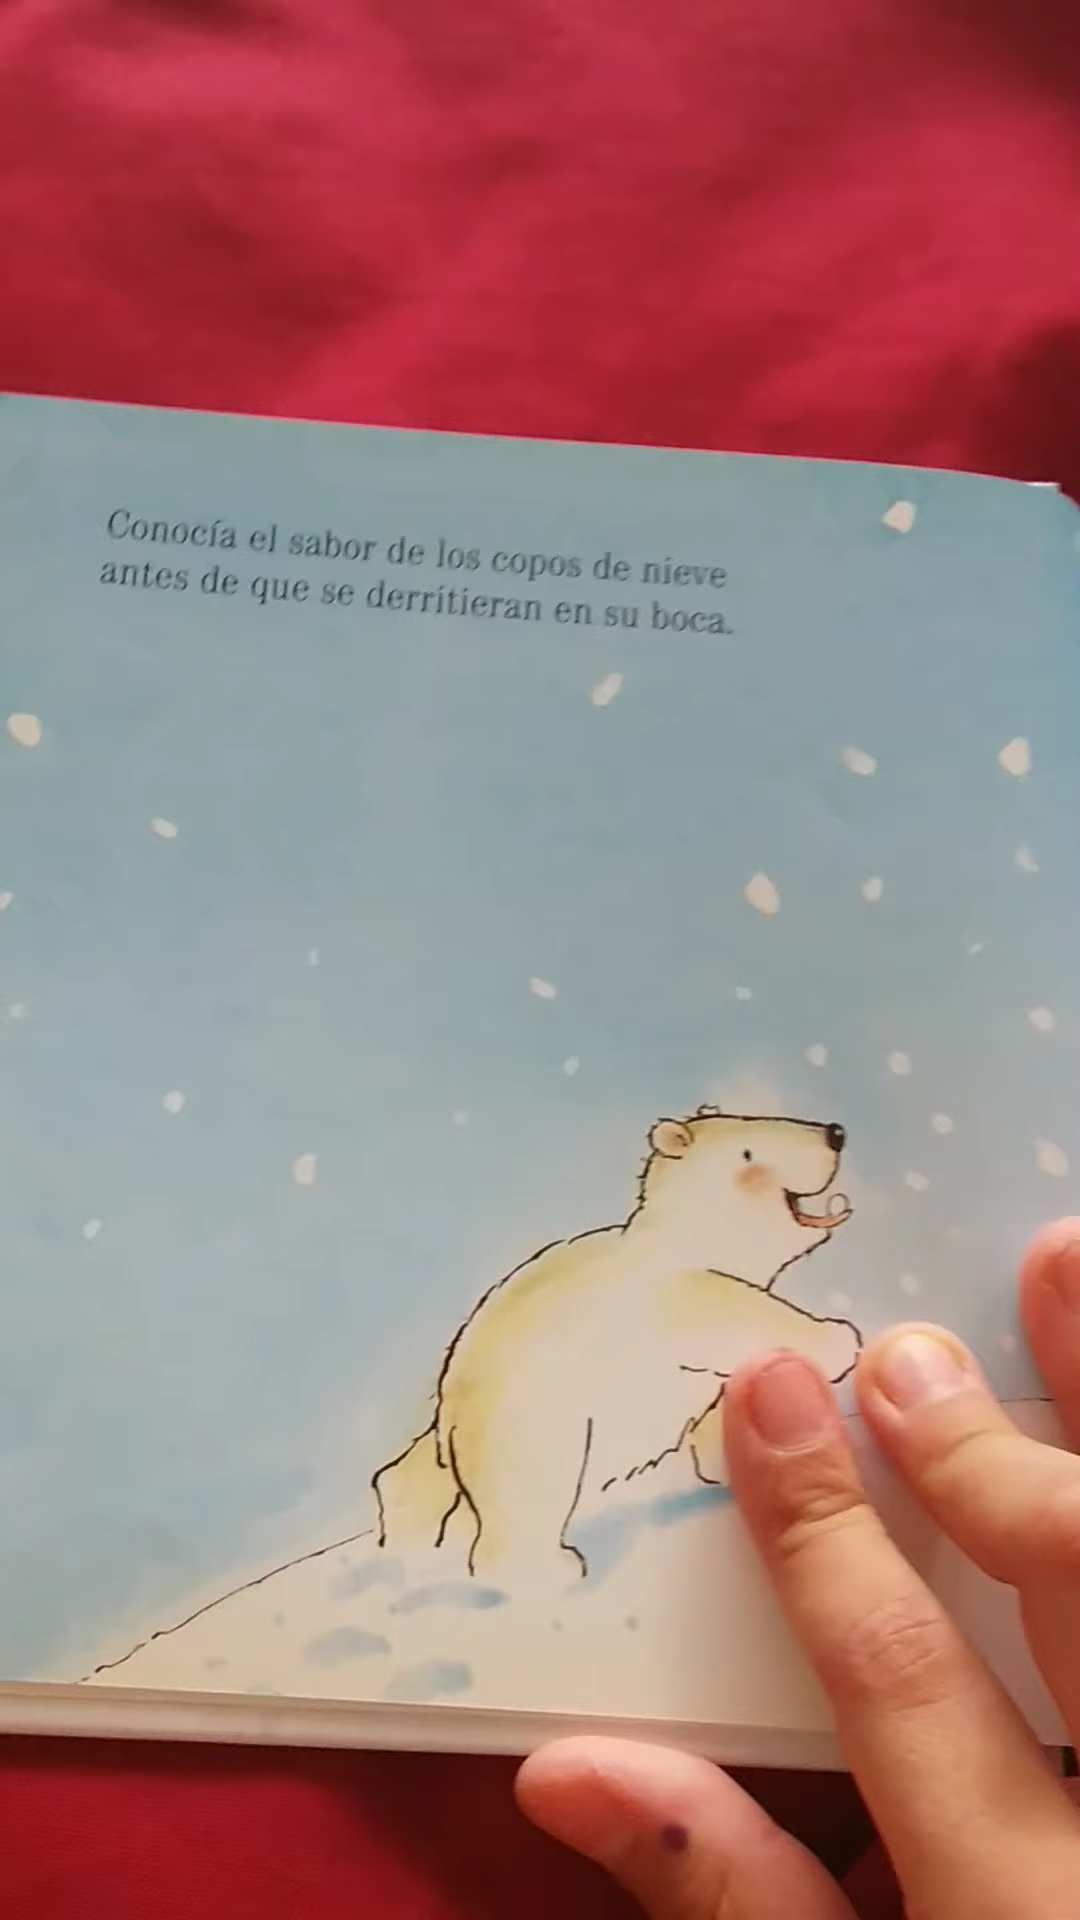 Conocía el sabor de los copos de nieve
antes de que se derritieran en su boca.